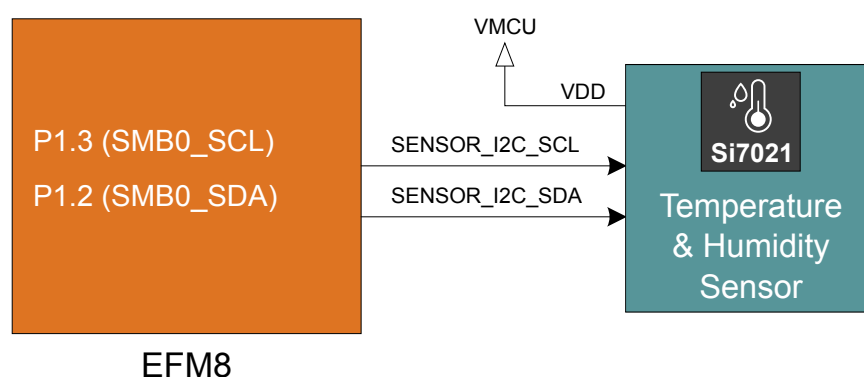 VMCU
VDD
P1.3 (SMB0_SCL)
SENSOR_I2C_SCL
Si7021
P1.2 (SMB0_SDA)
SENSOR_I2C_SDA
Temperature
& Humidity
Sensor
EFM8